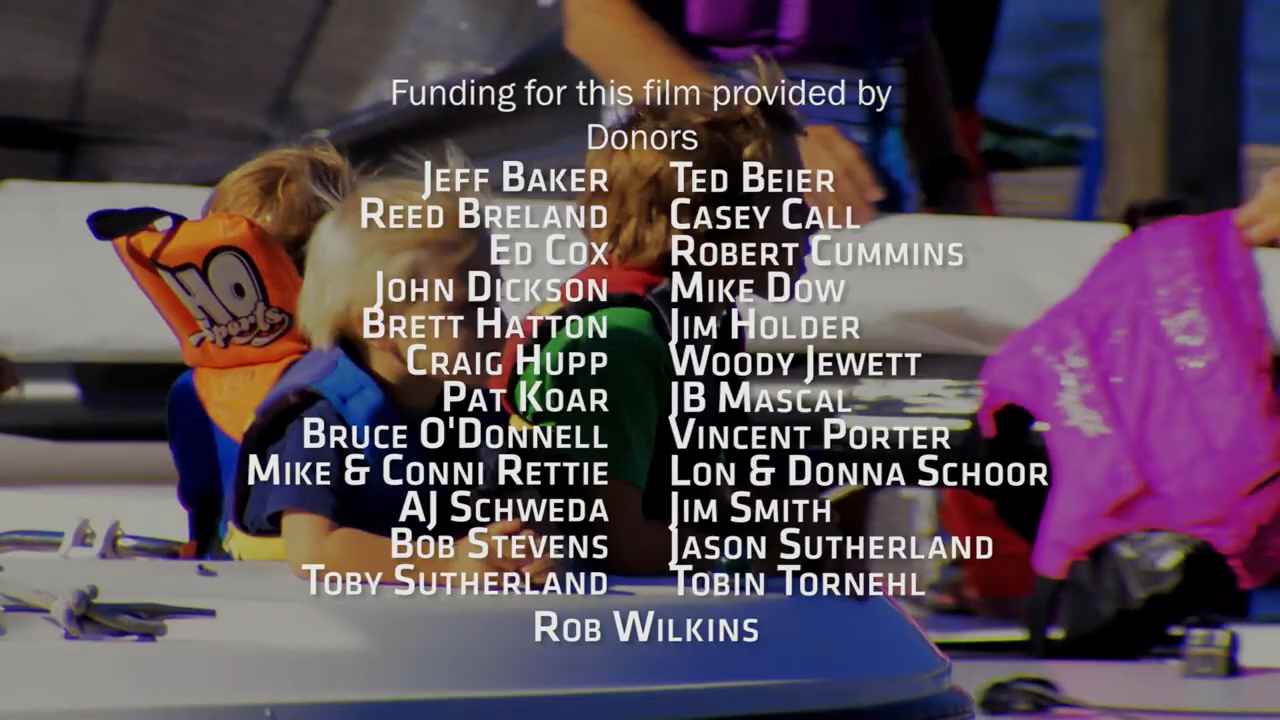 Funding for this film provided by
Donors
Jeff Baker Ted Beier
Reed Breland Casey Call
Ed Cox Robert Cummins
John Dickson Mike Dow
Brett Hatton Jim Holder
Craig Hupp Woody Jewett
Pat Koar JB Mascal
Bruce O'Donnell Vincent Porter
Mike & Conni Rettie Lon & Donna Schoor
AJ Schweda Jim Smith
Bob Stevens Jason Sutherland
Toby Sutherland Tobin Tornehl
Rob Wilkins
HO
Sports